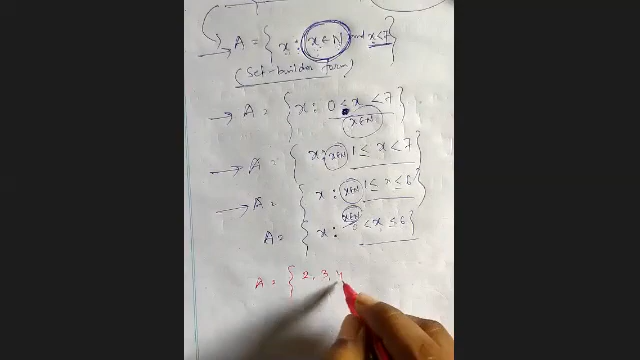 A = { x : x ∈ N and x < 7 }
(Set-builder form)
→ A = { x : 0 < x < 7 }
x ∈ N
→ A = { x : x ∈ N 1 ≤ x < 7 }
→ A = { x : x ∈ N 1 ≤ x ≤ 6 }
A = { x : x ∈ N 0 < x ≤ 6 }
A = { 2, 3, 4